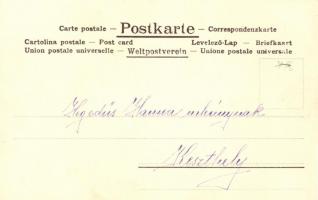 Carte postale — Postkarte — Correspondenzkarte
Cartolina postale — Post card Levelező-Lap — Briefkaart
Union postale universelle — Weltpostverein — Unione postale universale
Hegedűs Hanna
Keszthely